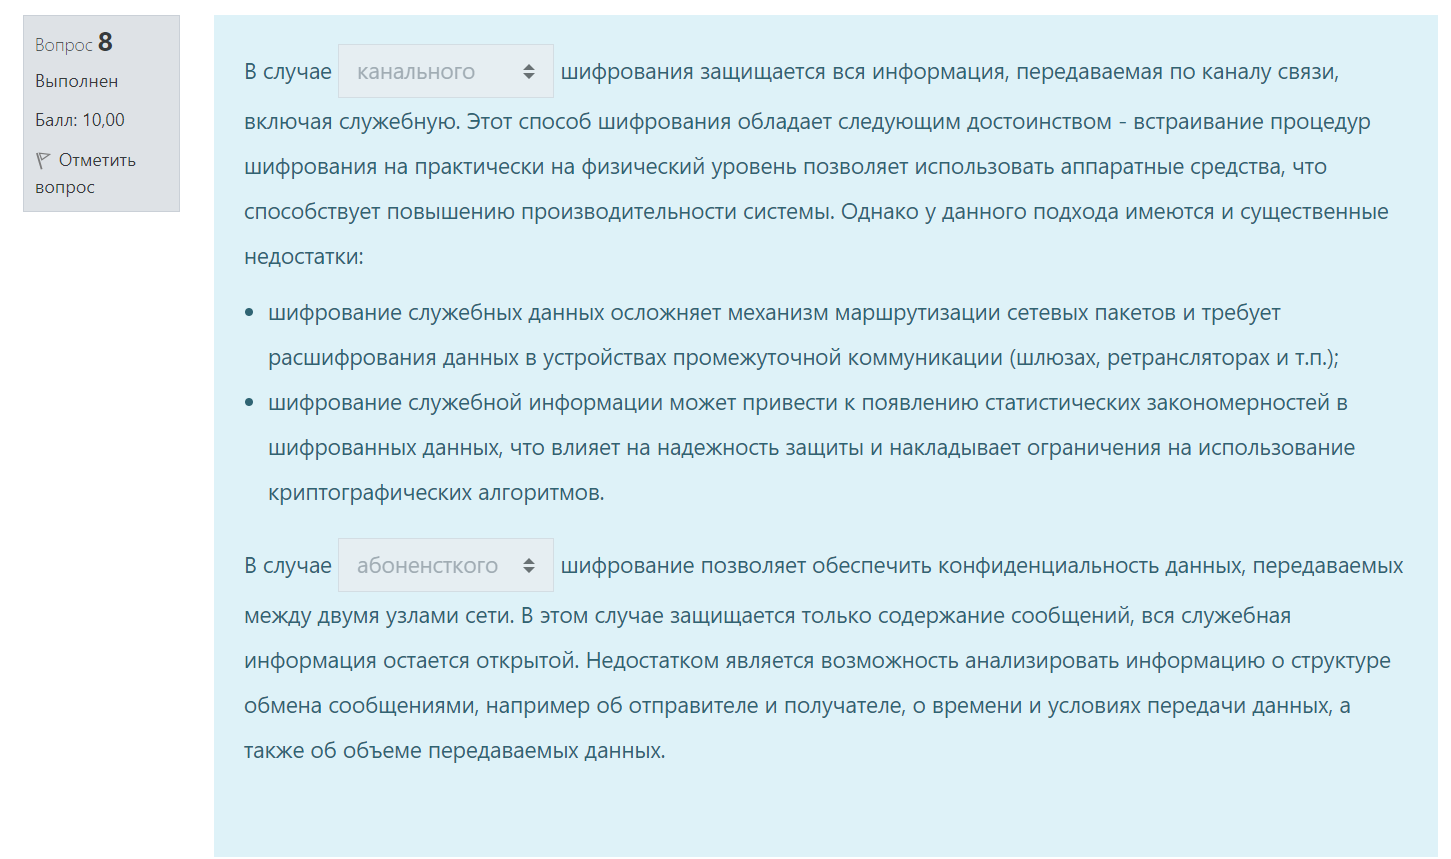 Вопрос 8
Выполнен
Балл: 10,00
Отметить
вопрос
В случае канального шифрования защищается вся информация, передаваемая по каналу связи,
включая служебную. Этот способ шифрования обладает следующим достоинством - встраивание процедур
шифрования на практически на физический уровень позволяет использовать аппаратные средства, что
способствует повышению производительности системы. Однако у данного подхода имеются и существенные
недостатки:
• шифрование служебных данных осложняет механизм маршрутизации сетевых пакетов и требует
расшифрования данных в устройствах промежуточной коммуникации (шлюзах, ретрансляторах и т.п.);
• шифрование служебной информации может привести к появлению статистических закономерностей в
шифрованных данных, что влияет на надежность защиты и накладывает ограничения на использование
криптографических алгоритмов.
В случае абоненсткого шифрование позволяет обеспечить конфиденциальность данных, передаваемых
между двумя узлами сети. В этом случае защищается только содержание сообщений, вся служебная
информация остается открытой. Недостатком является возможность анализировать информацию о структуре
обмена сообщениями, например об отправителе и получателе, о времени и условиях передачи данных, а
также об объеме передаваемых данных.